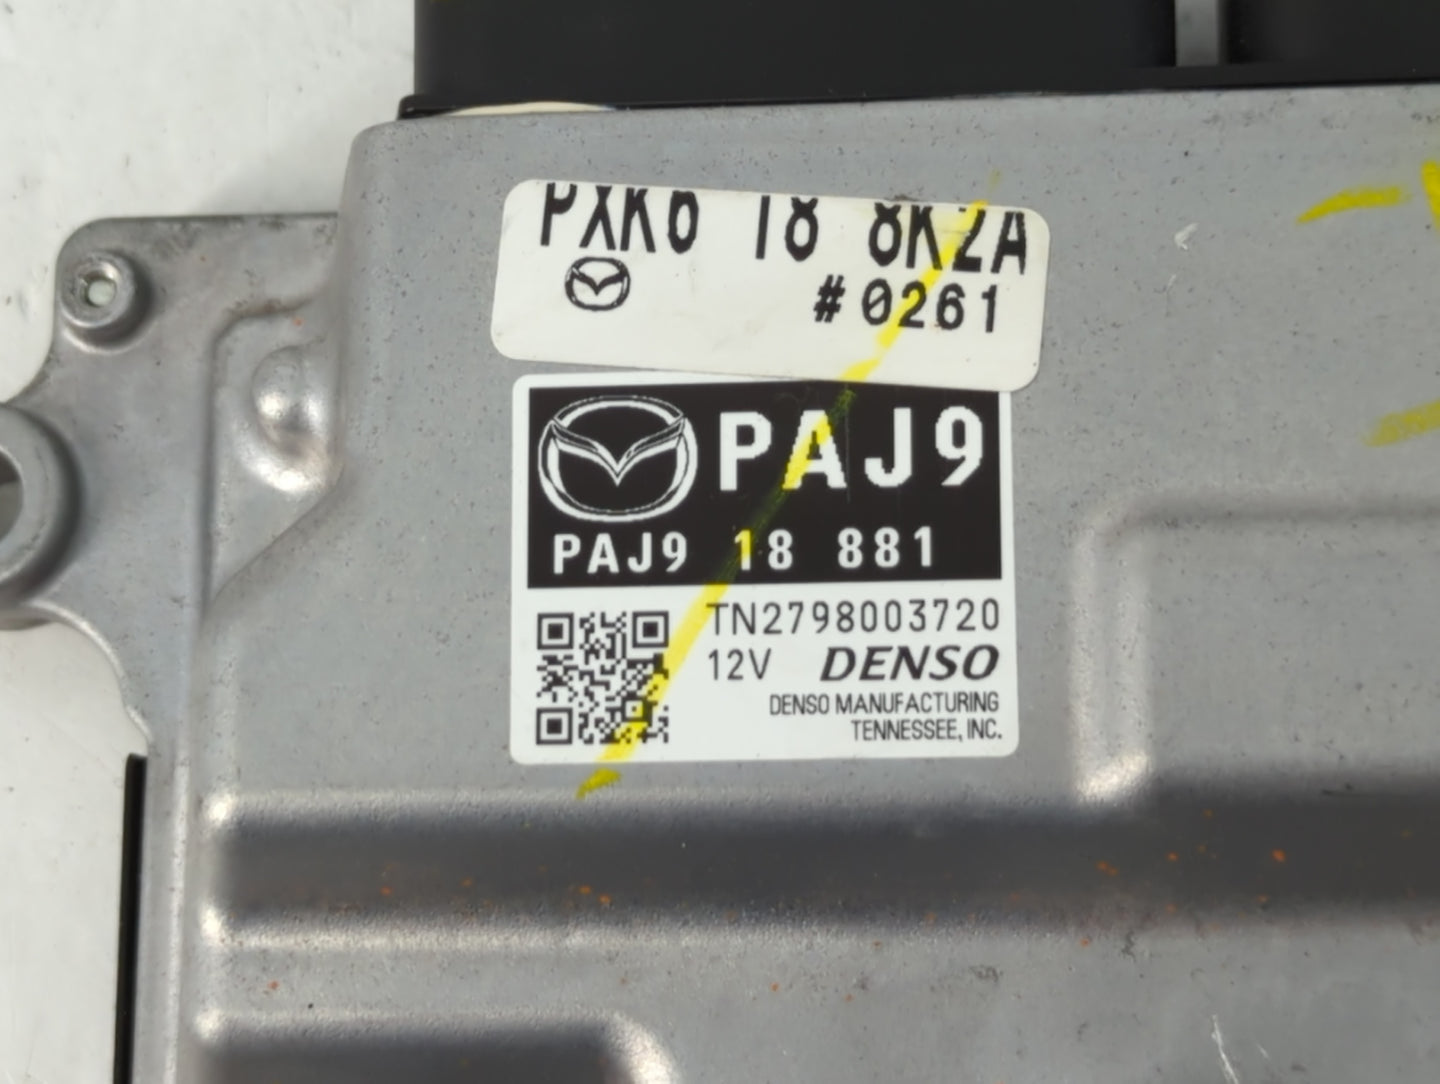 PXK6 18 8K2A
#0261
PAJ9
PAJ9 18 881
TN2798003720
12V DENSO
DENSO MANUFACTURING
TENNESSEE, INC.